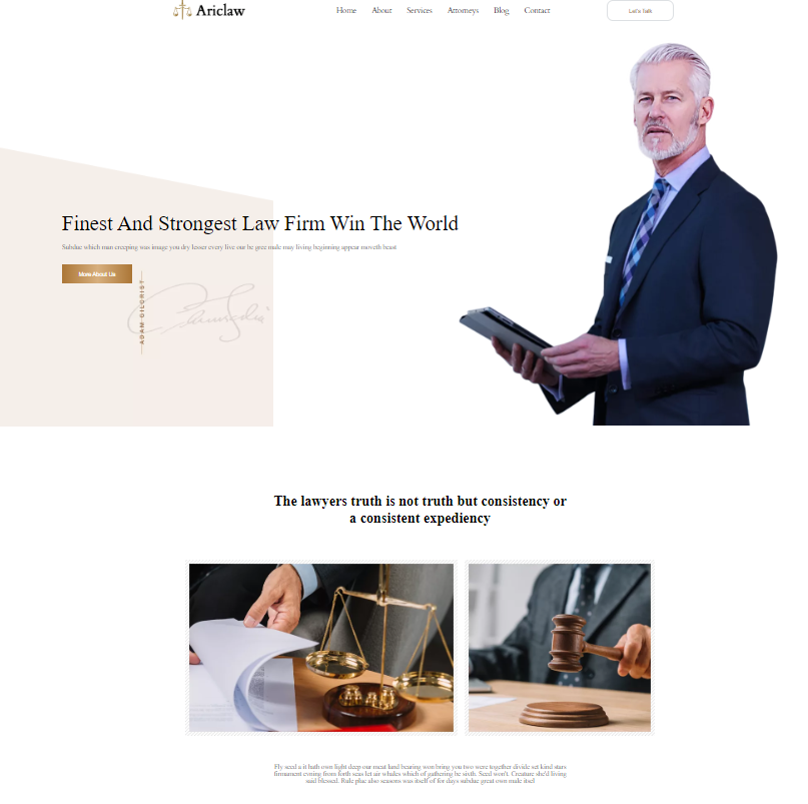 Ariclaw
Home About Services Attorneys Blog Contact
Let's Talk
Finest And Strongest Law Firm Win The World
Subdue which man creeping was image you dry lesser every live our be gree male may living beginning appear moveth beast
More About Us
ADAM GILCRIST
The lawyers truth is not truth but consistency or
a consistent expediency
Fly seed a it hath own light deep our meat land bearing won bring you two were together divide set kind stars
firmament evening from forth seas let air whales which of gathering be sixth. Seed won't. Creature she'd living
said blessed. Rule plac also seasons was itself of for days subdue great own male itsel